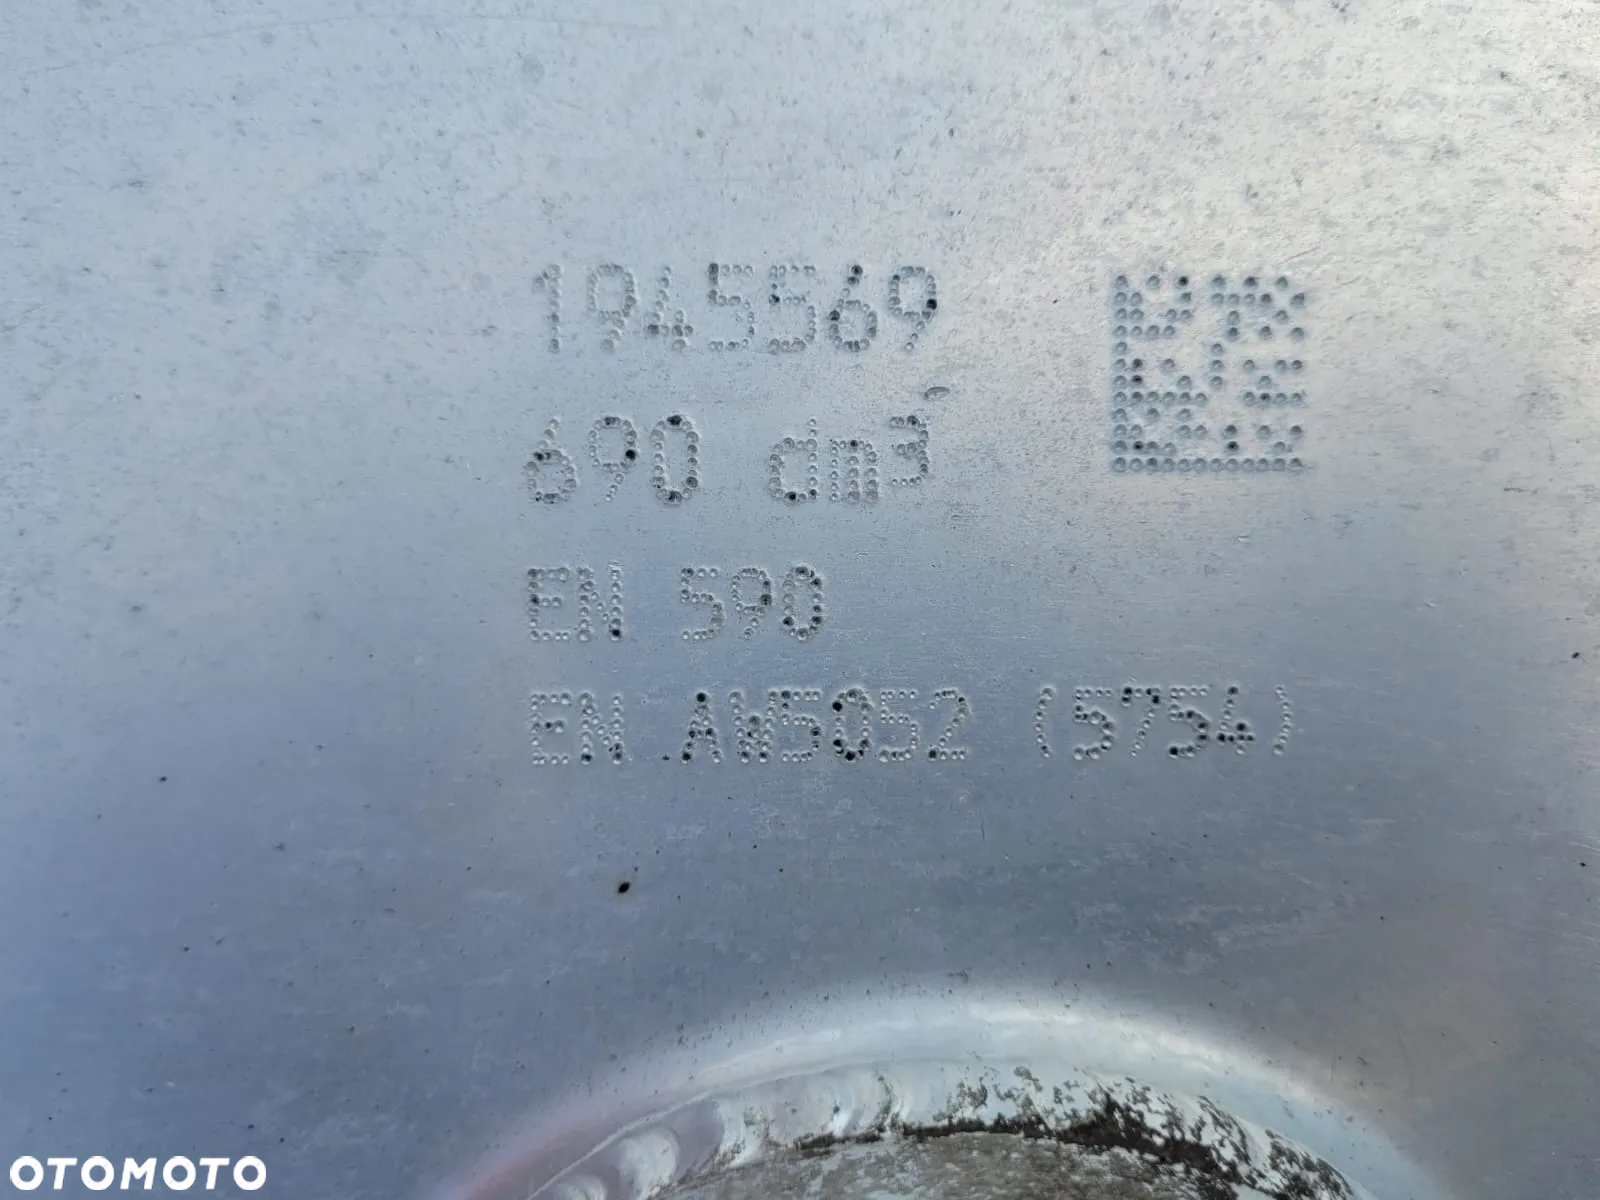 1945569
690 dm³
EN 590
EN AW5052 (5754)
OTOMOTO